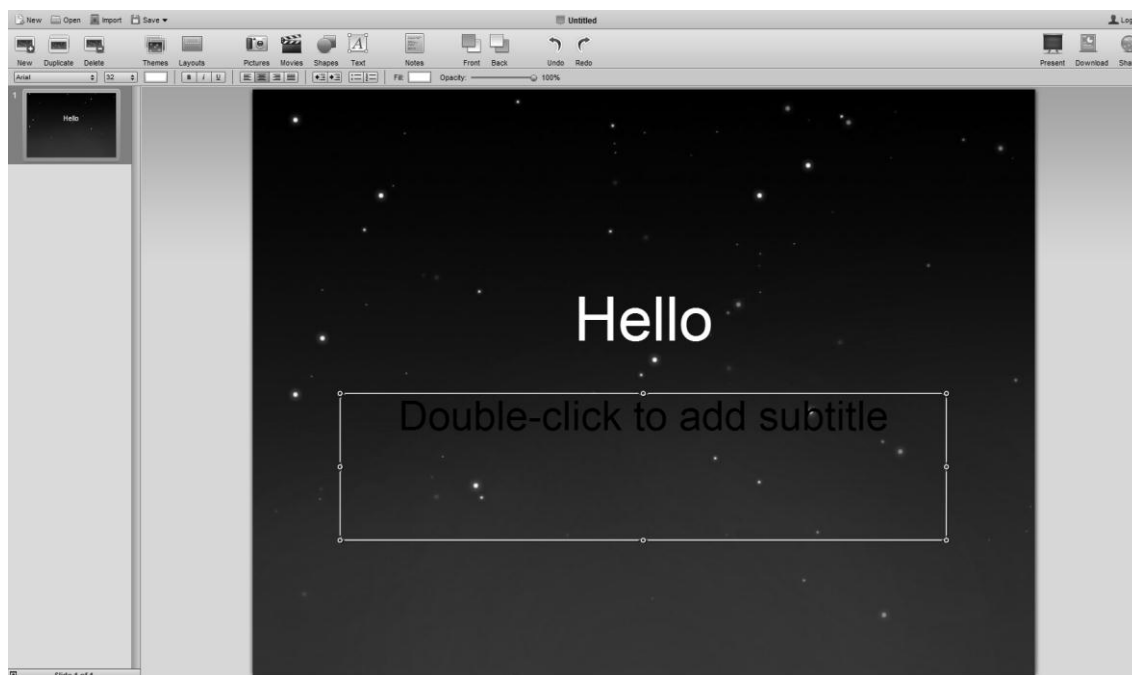 New Open Import Save Untitled
New Duplicate Delete Themes Layouts Pictures Movies Shapes Text Notes Front Back Undo Redo Present Download
Arial 32 B I U Fill: Opacity: 100%
1
Hello
Hello
Double-click to add subtitle